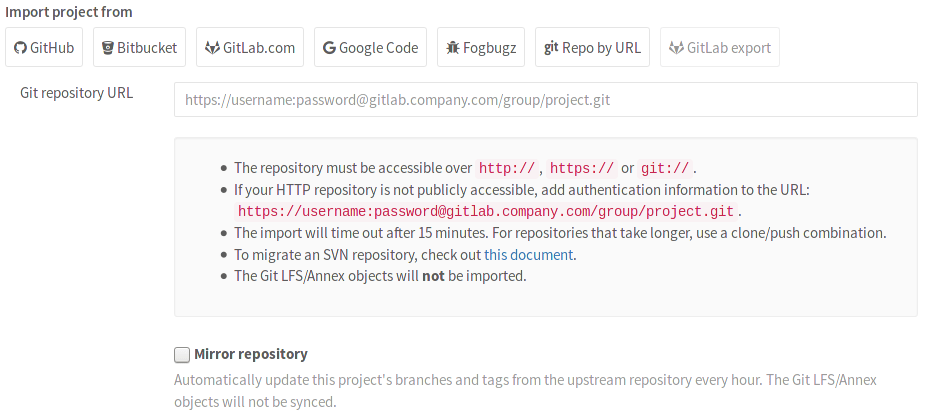 Import project from
GitHub Bitbucket GitLab.com Google Code Fogbugz git Repo by URL GitLab export
Git repository URL https://username:password@gitlab.company.com/group/project.git
• The repository must be accessible over http://, https:// or git://.
• If your HTTP repository is not publicly accessible, add authentication information to the URL:
https://username:password@gitlab.company.com/group/project.git.
• The import will time out after 15 minutes. For repositories that take longer, use a clone/push combination.
• To migrate an SVN repository, check out this document.
• The Git LFS/Annex objects will not be imported.
Mirror repository
Automatically update this project's branches and tags from the upstream repository every hour. The Git LFS/Annex
objects will not be synced.